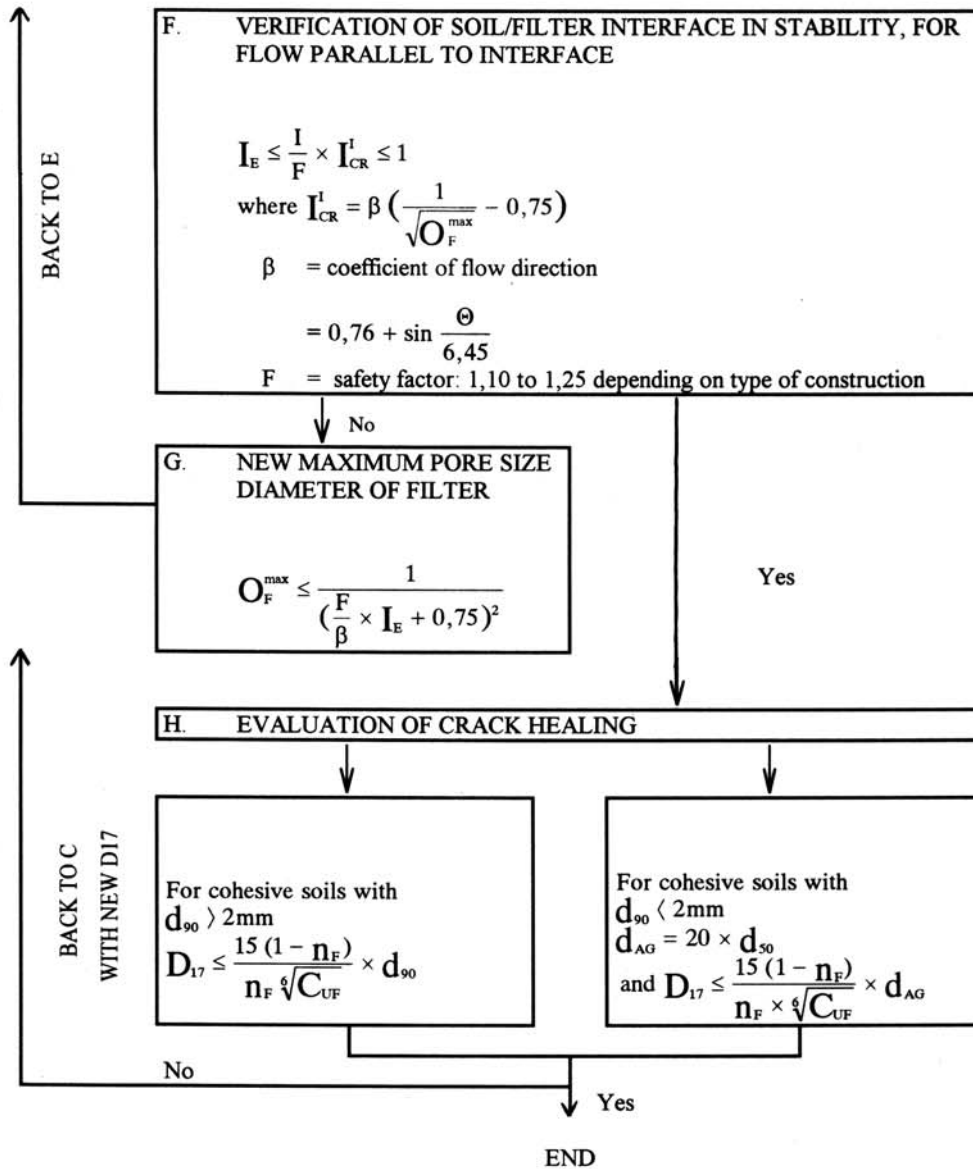 F. VERIFICATION OF SOIL/FILTER INTERFACE IN STABILITY, FOR
FLOW PARALLEL TO INTERFACE
I_E ≤ I/F × I^I_CR ≤ 1
where I^I_CR = β ( 1/√O_F^max − 0,75)
β = coefficient of flow direction
= 0,76 + sin Θ/6,45
F = safety factor: 1,10 to 1,25 depending on type of construction
BACK TO E
No
G. NEW MAXIMUM PORE SIZE
DIAMETER OF FILTER
O_F^max ≤ 1/(F/β × I_E + 0,75)²
Yes
H. EVALUATION OF CRACK HEALING
For cohesive soils with
d₉₀ 〉 2mm
D₁₇ ≤ 15 (1 − n_F)/n_F ⁶√C_UF × d₉₀
For cohesive soils with
d₉₀ 〈 2mm
d_AG = 20 × d₅₀
and D₁₇ ≤ 15 (1 − n_F)/n_F × ⁶√C_UF × d_AG
BACK TO C
WITH NEW D17
No
Yes
END